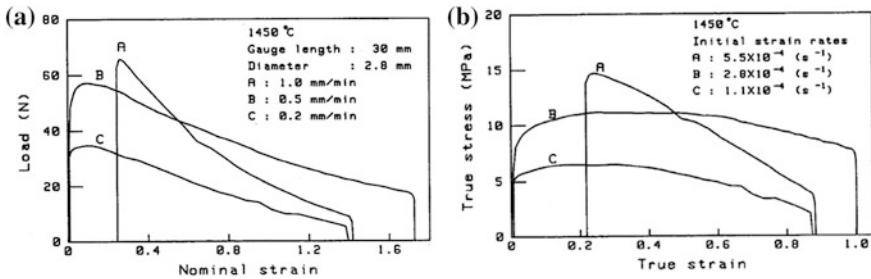 (a)
1450°C
Gauge length : 30 mm
Diameter : 2.8 mm
A : 1.0 mm/min
B : 0.5 mm/min
C : 0.2 mm/min
A
B
C
80
60
40
20
0
Load (N)
0 0.4 0.8 1.2 1.6
Nominal strain
(b)
1450°C
Initial strain rates
A : 5.5X10⁻⁴ (s⁻¹)
B : 2.8X10⁻⁴ (s⁻¹)
C : 1.1X10⁻⁴ (s⁻¹)
A
B
C
20
15
10
5
0
True stress (MPa)
0 0.2 0.4 0.6 0.8 1.0
True strain